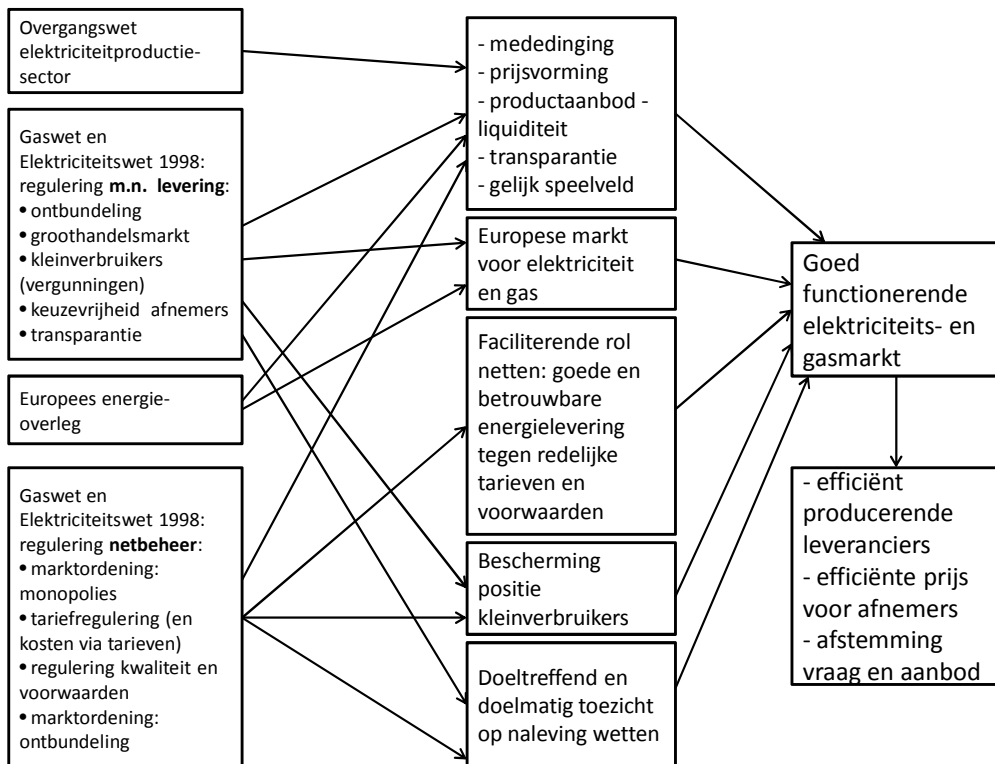 Overgangswet
elektriciteitproductie-
sector
Gaswet en
Elektriciteitswet 1998:
regulering m.n. levering:
• ontbundeling
• groothandelsmarkt
• kleinverbruikers
(vergunningen)
• keuzevrijheid afnemers
• transparantie
Europees energie-
overleg
Gaswet en
Elektriciteitswet 1998:
regulering netbeheer:
• marktordening:
monopolies
• tariefregulering (en
kosten via tarieven)
• regulering kwaliteit en
voorwaarden
• marktordening:
ontbundeling
- mededinging
- prijsvorming
- productaanbod -
liquiditeit
- transparantie
- gelijk speelveld
Europese markt
voor elektriciteit
en gas
Faciliterende rol
netten: goede en
betrouwbare
energielevering
tegen redelijke
tarieven en
voorwaarden
Bescherming
positie
kleinverbruikers
Doeltreffend en
doelmatig toezicht
op naleving wetten
Goed
functionerende
elektriciteits- en
gasmarkt
- efficiënt
producerende
leveranciers
- efficiënte prijs
voor afnemers
- afstemming
vraag en aanbod